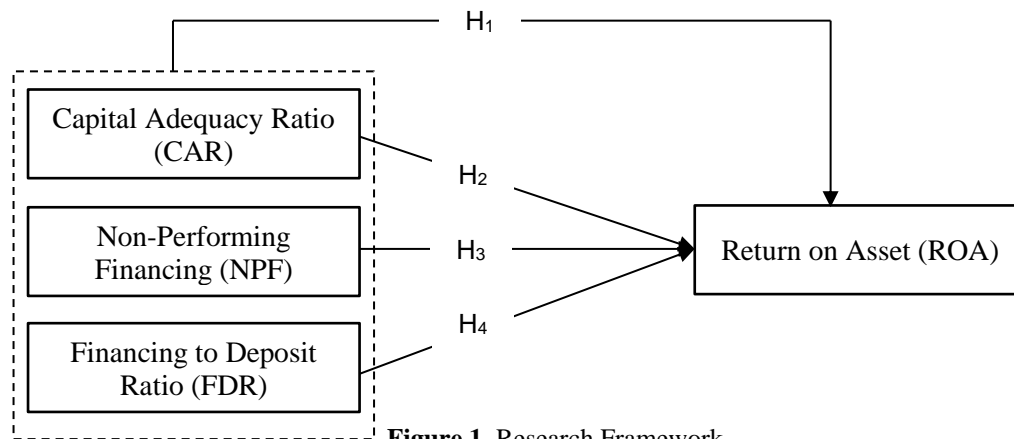 H₁
Capital Adequacy Ratio
(CAR)
H₂
Non-Performing
Financing (NPF)
H₃
Return on Asset (ROA)
Financing to Deposit
Ratio (FDR)
H₄
Figure 1. Research Framework